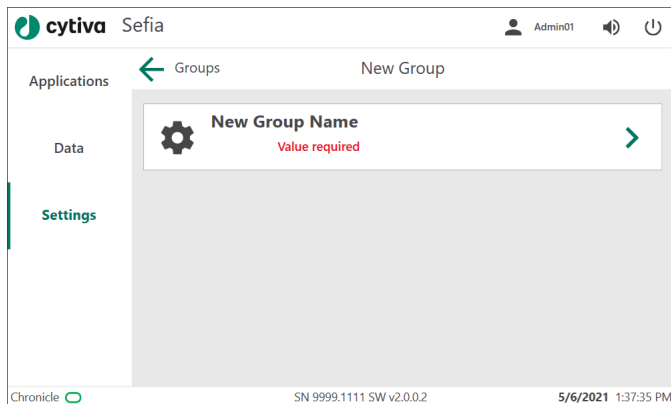 cytiva Sefia Admin01
Groups New Group
Applications
New Group Name
Value required
Data
Settings
Chronicle SN 9999.1111 SW v2.0.0.2 5/6/2021 1:37:35 PM